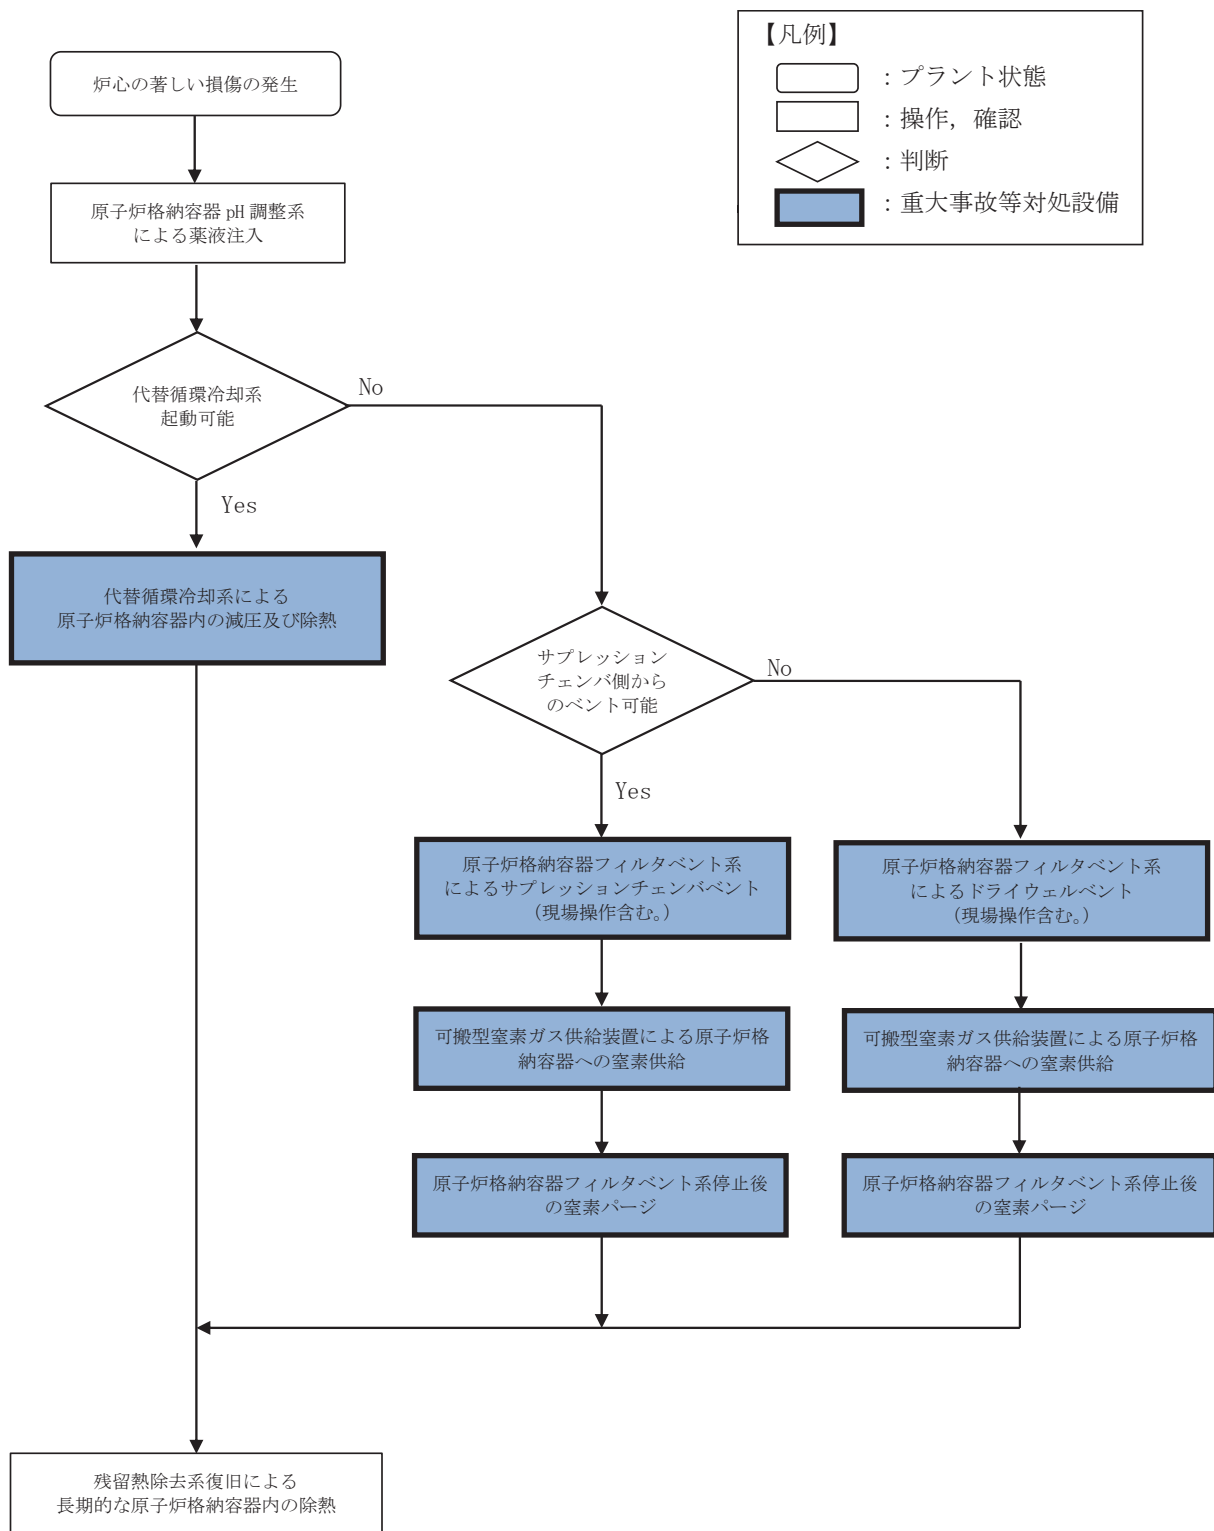 炉心の著しい損傷の発生
【凡例】
：プラント状態
：操作，確認
：判断
：重大事故等対処設備
原子炉格納容器 pH 調整系
による薬液注入
代替循環冷却系
起動可能
No
Yes
代替循環冷却系による
原子炉格納容器内の減圧及び除熱
サプレッション
チェンバ側から
のベント可能
No
Yes
原子炉格納容器フィルタベント系
によるサプレッションチェンバベント
（現場操作含む。）
原子炉格納容器フィルタベント系
によるドライウェルベント
（現場操作含む。）
可搬型窒素ガス供給装置による原子炉格
納容器への窒素供給
可搬型窒素ガス供給装置による原子炉格
納容器への窒素供給
原子炉格納容器フィルタベント系停止後
の窒素パージ
原子炉格納容器フィルタベント系停止後
の窒素パージ
残留熱除去系復旧による
長期的な原子炉格納容器内の除熱